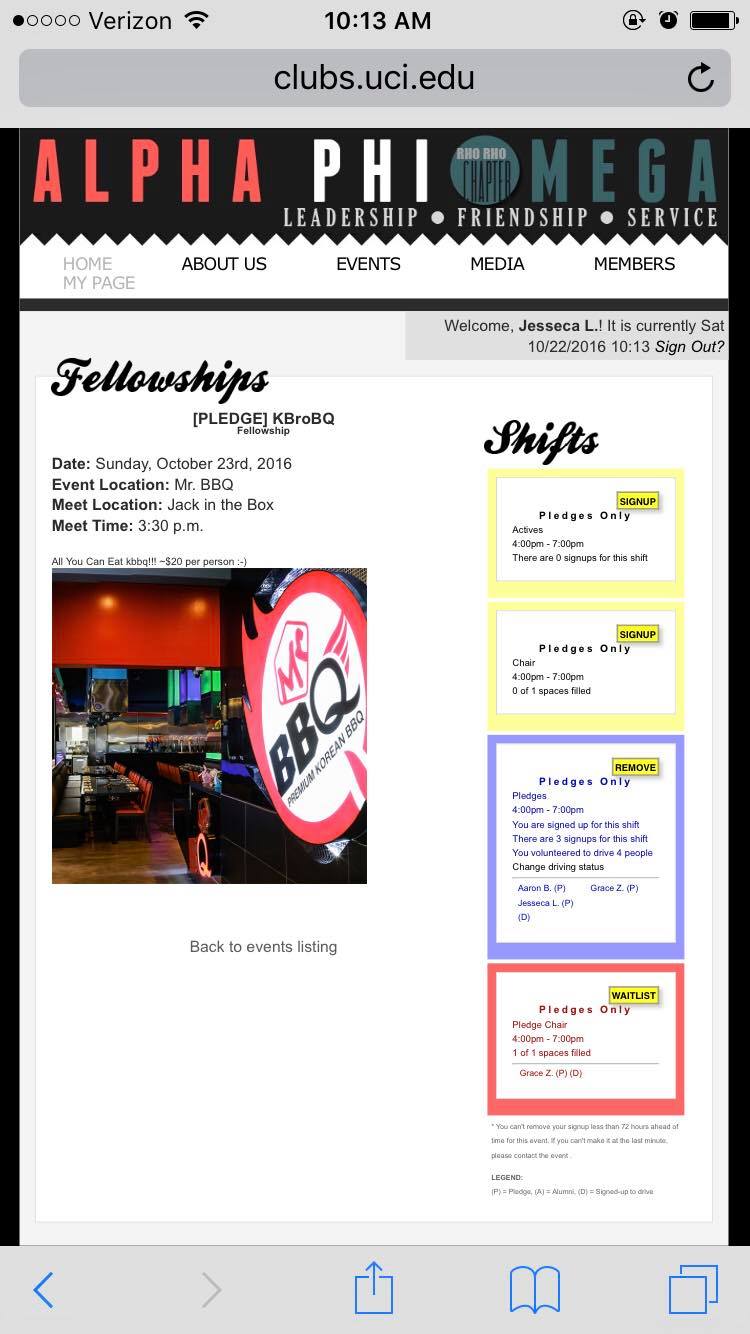 Verizon 10:13 AM
clubs.uci.edu
ALPHA PHI OMEGA
RHO RHO
CHAPTER
LEADERSHIP ● FRIENDSHIP ● SERVICE
HOME ABOUT US EVENTS MEDIA MEMBERS
MY PAGE
Welcome, Jesseca L.! It is currently Sat
10/22/2016 10:13 Sign Out?
Fellowships
[PLEDGE] KBroBQ
Fellowship
Date: Sunday, October 23rd, 2016
Event Location: Mr. BBQ
Meet Location: Jack in the Box
Meet Time: 3:30 p.m.
All You Can Eat kbbq!!! ~$20 per person :-)
Mr
BBQ
PREMIUM KOREAN BBQ
Q
Back to events listing
Shifts
SIGNUP
Pledges Only
Actives
4:00pm - 7:00pm
There are 0 signups for this shift
SIGNUP
Pledges Only
Chair
4:00pm - 7:00pm
0 of 1 spaces filled
REMOVE
Pledges Only
Pledges
4:00pm - 7:00pm
You are signed up for this shift
There are 3 signups for this shift
You volunteered to drive 4 people
Change driving status
Aaron B. (P) Grace Z. (P)
Jesseca L. (P)
(D)
WAITLIST
Pledges Only
Pledge Chair
4:00pm - 7:00pm
1 of 1 spaces filled
Grace Z. (P) (D)
* You can't remove your signup less than 72 hours ahead of
time for this event. If you can't make it at the last minute,
please contact the event .
LEGEND:
(P) = Pledge, (A) = Alumni, (D) = Signed-up to drive